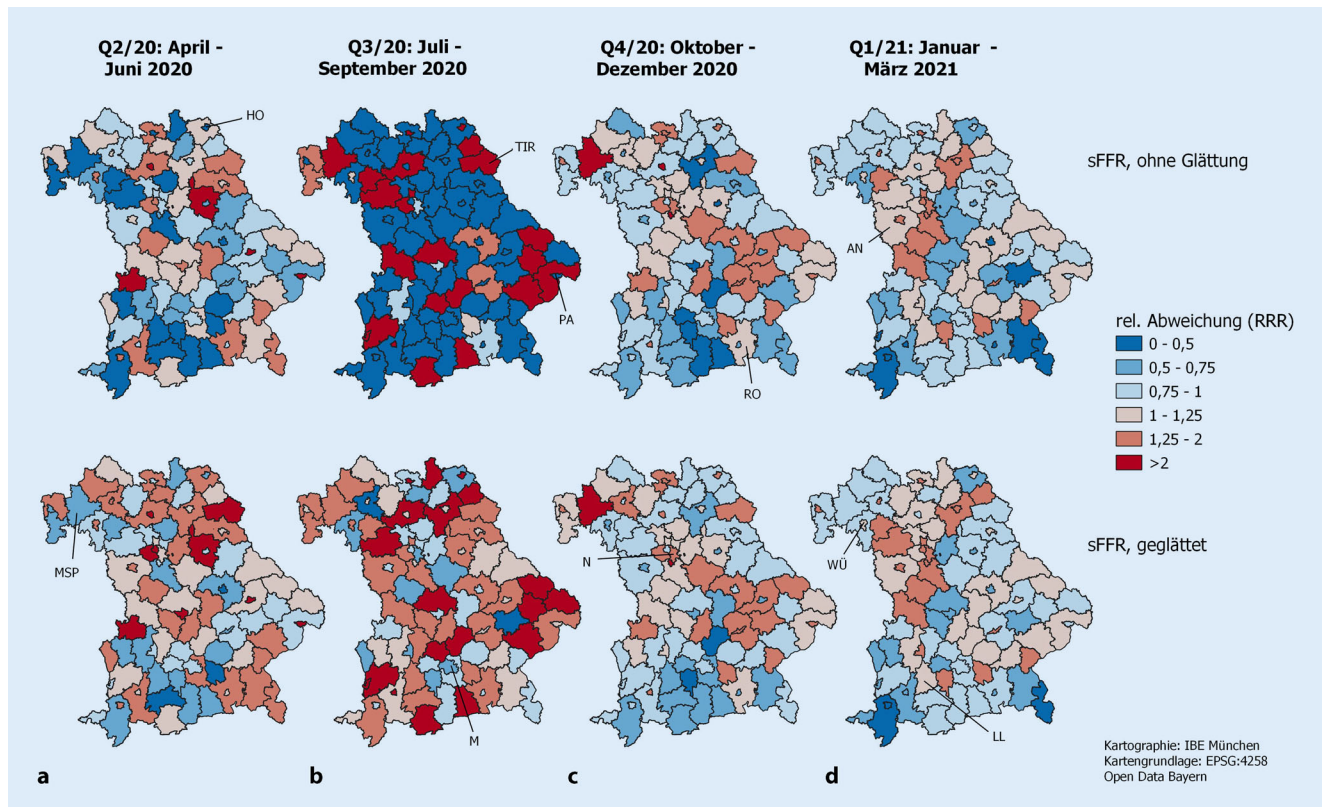 Q2/20: April -
Juni 2020
Q3/20: Juli -
September 2020
Q4/20: Oktober -
Dezember 2020
Q1/21: Januar -
März 2021
HO
TIR
PA
RO
AN
sFFR, ohne Glättung
rel. Abweichung (RRR)
0 - 0,5
0,5 - 0,75
0,75 - 1
1 - 1,25
1,25 - 2
>2
MSP
M
N
WÜ
LL
sFFR, geglättet
a
b
c
d
Kartographie: IBE München
Kartengrundlage: EPSG:4258
Open Data Bayern